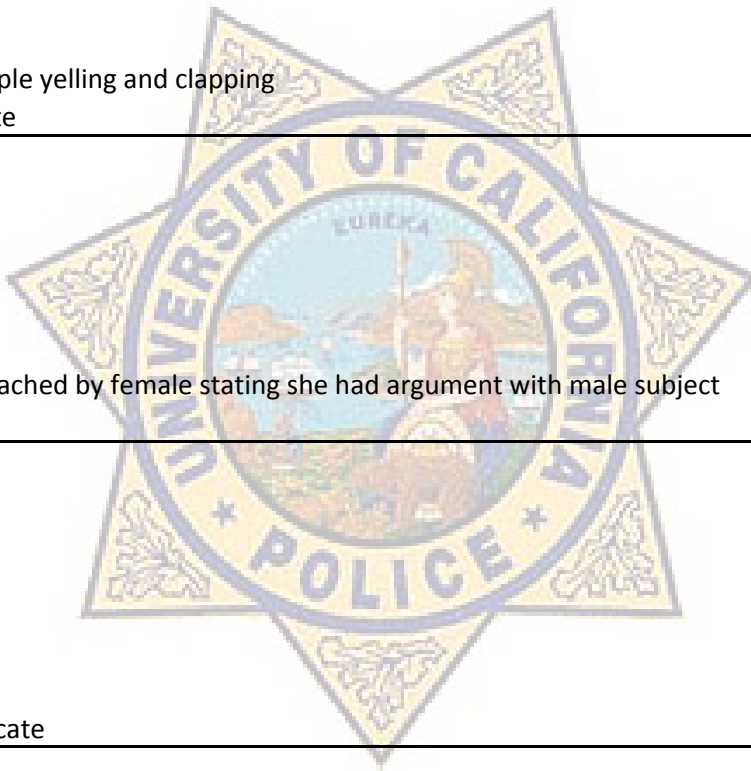 ple yelling and clapping
te
UNIVERSITY OF CALIFORNIA
EUREKA
ached by female stating she had argument with male subject
POLICE
cate